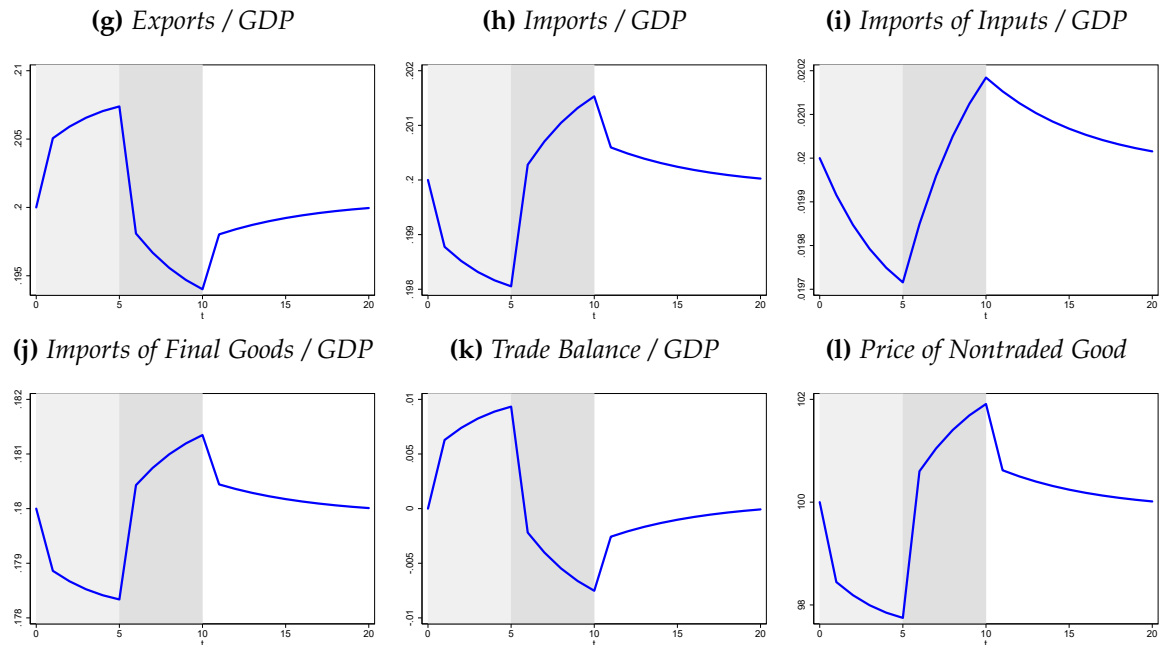 (g) Exports / GDP
(h) Imports / GDP
(i) Imports of Inputs / GDP
.21
.205
.2
.195
0 5 10 15 20
t
.202
.201
.2
.199
.198
0 5 10 15 20
t
.0202
.0201
.02
.0199
.0198
.0197
0 5 10 15 20
t
(j) Imports of Final Goods / GDP
(k) Trade Balance / GDP
(l) Price of Nontraded Good
.182
.181
.18
.179
.178
0 5 10 15 20
t
.01
.005
0
-.005
-.01
0 5 10 15 20
t
102
100
98
0 5 10 15 20
t